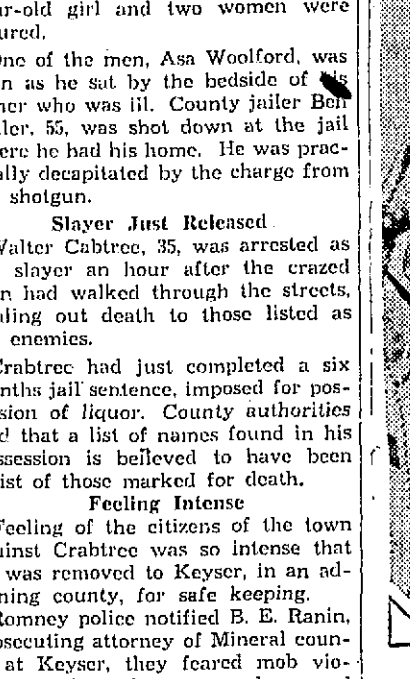 ar-old girl and two women were
ured.
One of the men, Asa Woolford, was
n as he sat by the bedside of his
her who was ill. County jailer Ben
ler, 55, was shot down at the jail
ere he had his home. He was prac-
ally decapitated by the charge from
shotgun.
Slayer Just Released
Walter Cabtree, 35, was arrested as
slayer an hour after the crazed
n had walked through the streets,
aling out death to those listed as
enemies.
Crabtree had just completed a six
nths jail sentence, imposed for pos-
sion of liquor. County authorities
d that a list of names found in his
ssession is believed to have been
ist of those marked for death.
Feeling Intense
Feeling of the citizens of the town
ainst Crabtree was so intense that
was removed to Keyser, in an ad-
ning county, for safe keeping.
Romney police notified B. E. Ranin,
osecuting attorney of Mineral coun-
at Keyser, they feared mob vio-